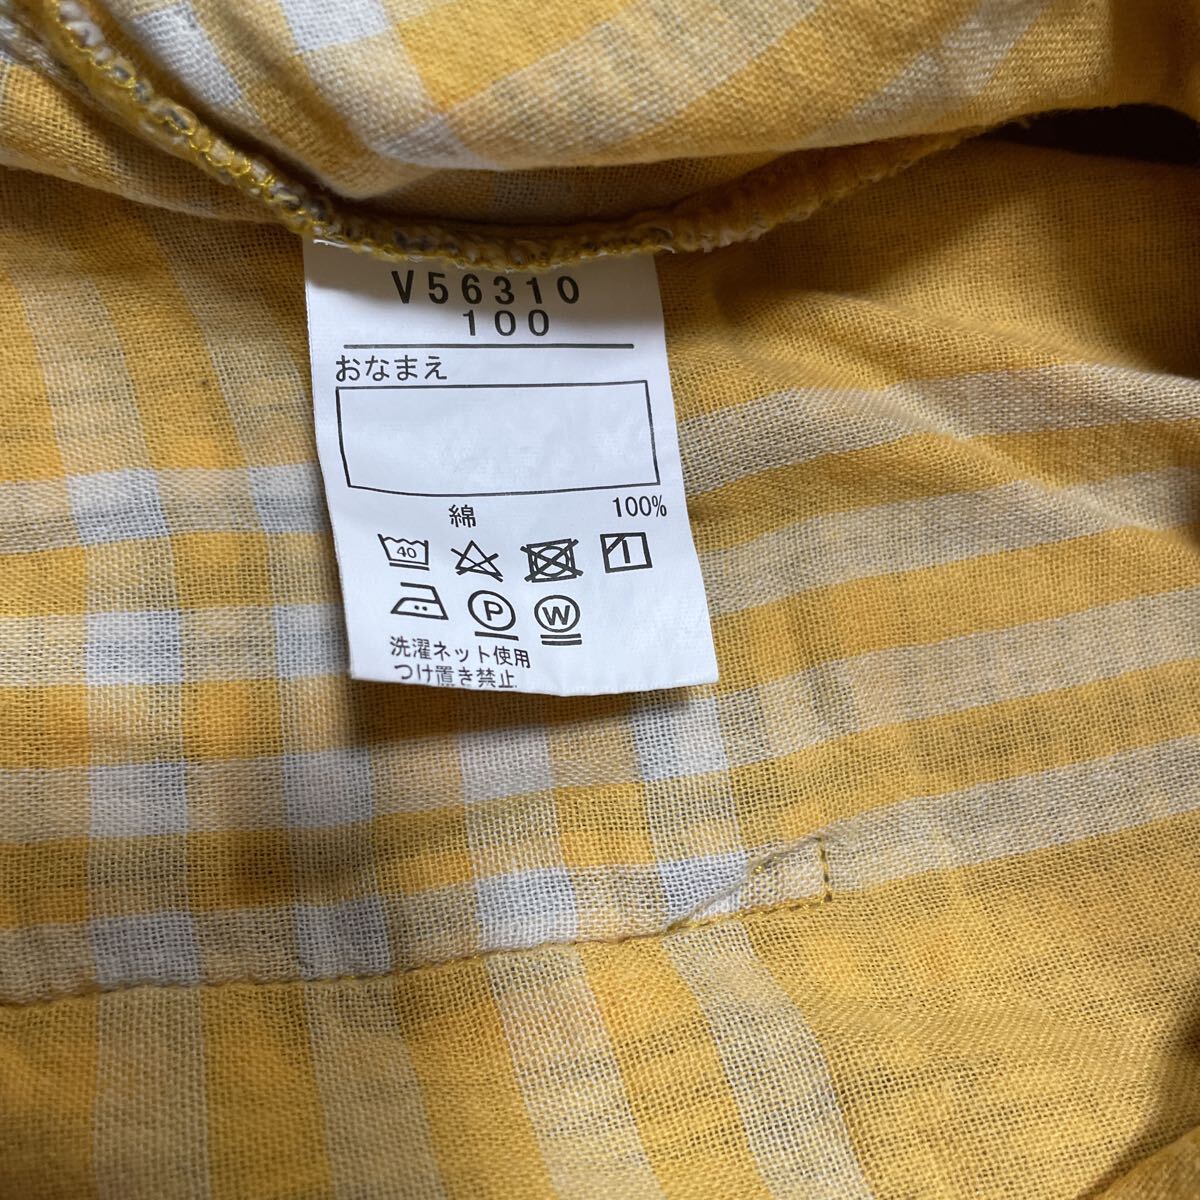 V56310
100
おなまえ
綿 100%
40
P W
洗濯ネット使用
つけ置き禁止